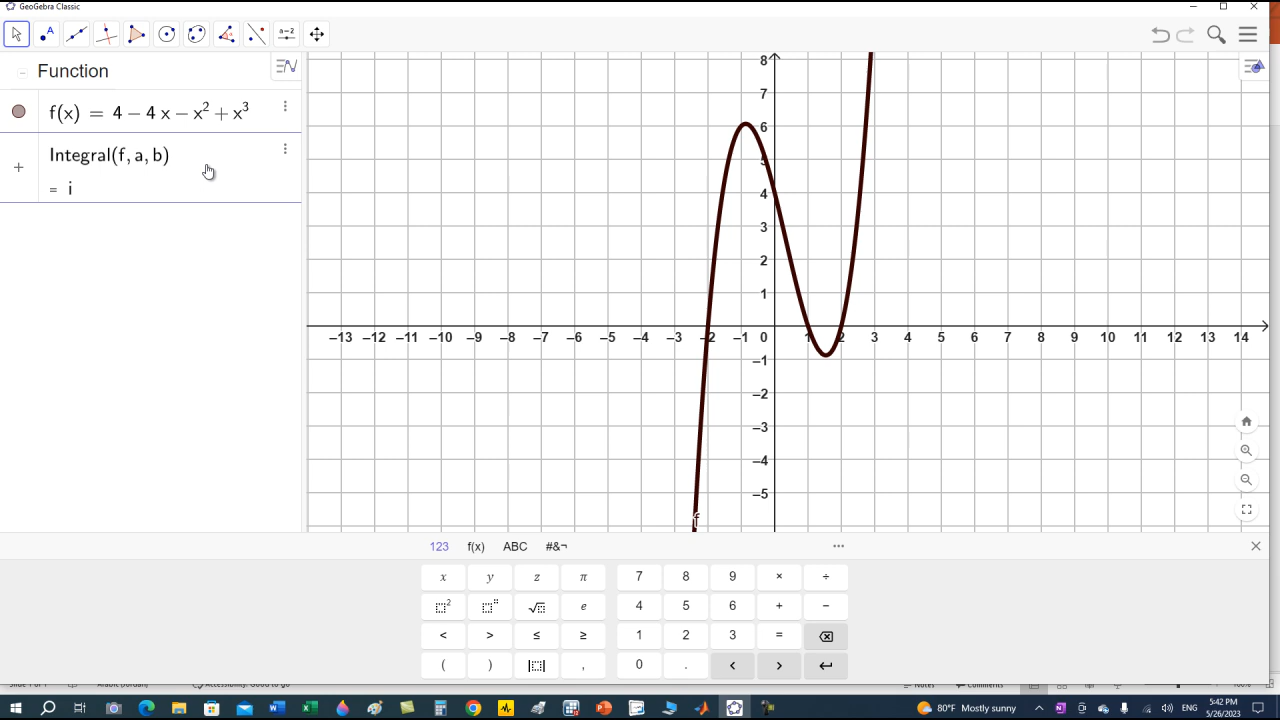 GeoGebra Classic
a=2
Function
f(x) = 4 − 4 x − x² + x³
Integral(f, a, b)
= i
8
7
6
5
4
3
2
1
−13 −12 −11 −10 −9 −8 −7 −6 −5 −4 −3 −2 −1 0 1 2 3 4 5 6 7 8 9 10 11 12 13 14
−1
−2
−3
−4
−5
f
123 f(x) ABC #&¬
x y z π 7 8 9 × ÷
e 4 5 6 + −
< > ≤ ≥ 1 2 3 =
( ) , 0 . < >
80°F Mostly sunny
ENG
5:42 PM
5/26/2023